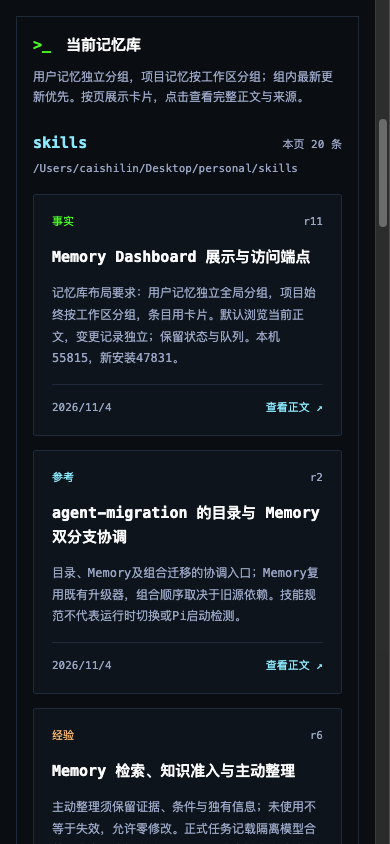 >_ 当前记忆库
用户记忆独立分组，项目记忆按工作区分组；组内最新更
新优先。按页展示卡片，点击查看完整正文与来源。
skills 本页 20 条
/Users/caishilin/Desktop/personal/skills
事实 r11
Memory Dashboard 展示与访问端点
记忆库布局要求：用户记忆独立全局分组，项目始
终按工作区分组，条目用卡片。默认浏览当前正
文，变更记录独立；保留状态与队列。本机
55815，新安装47831。
2026/11/4 查看正文 ↗
参考 r2
agent-migration 的目录与 Memory
双分支协调
目录、Memory及组合迁移的协调入口；Memory复
用既有升级器，组合顺序取决于旧源依赖。技能规
范不代表运行时切换或Pi启动检测。
2026/11/4 查看正文 ↗
经验 r6
Memory 检索、知识准入与主动整理
主动整理须保留证据、条件与独有信息；未使用不
等于失效，允许零修改。正式任务记载隔离模型合